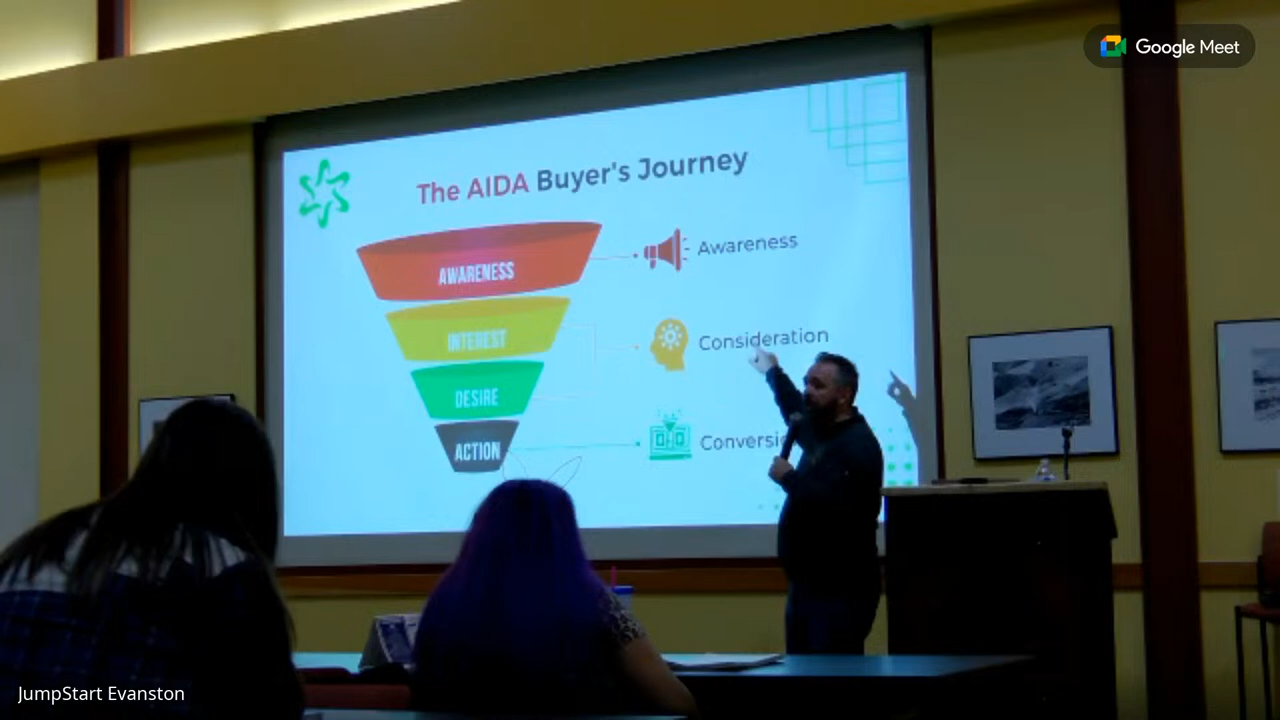 Google Meet
The AIDA Buyer's Journey
AWARENESS
Awareness
INTEREST
Consideration
DESIRE
ACTION
JumpStart Evanston